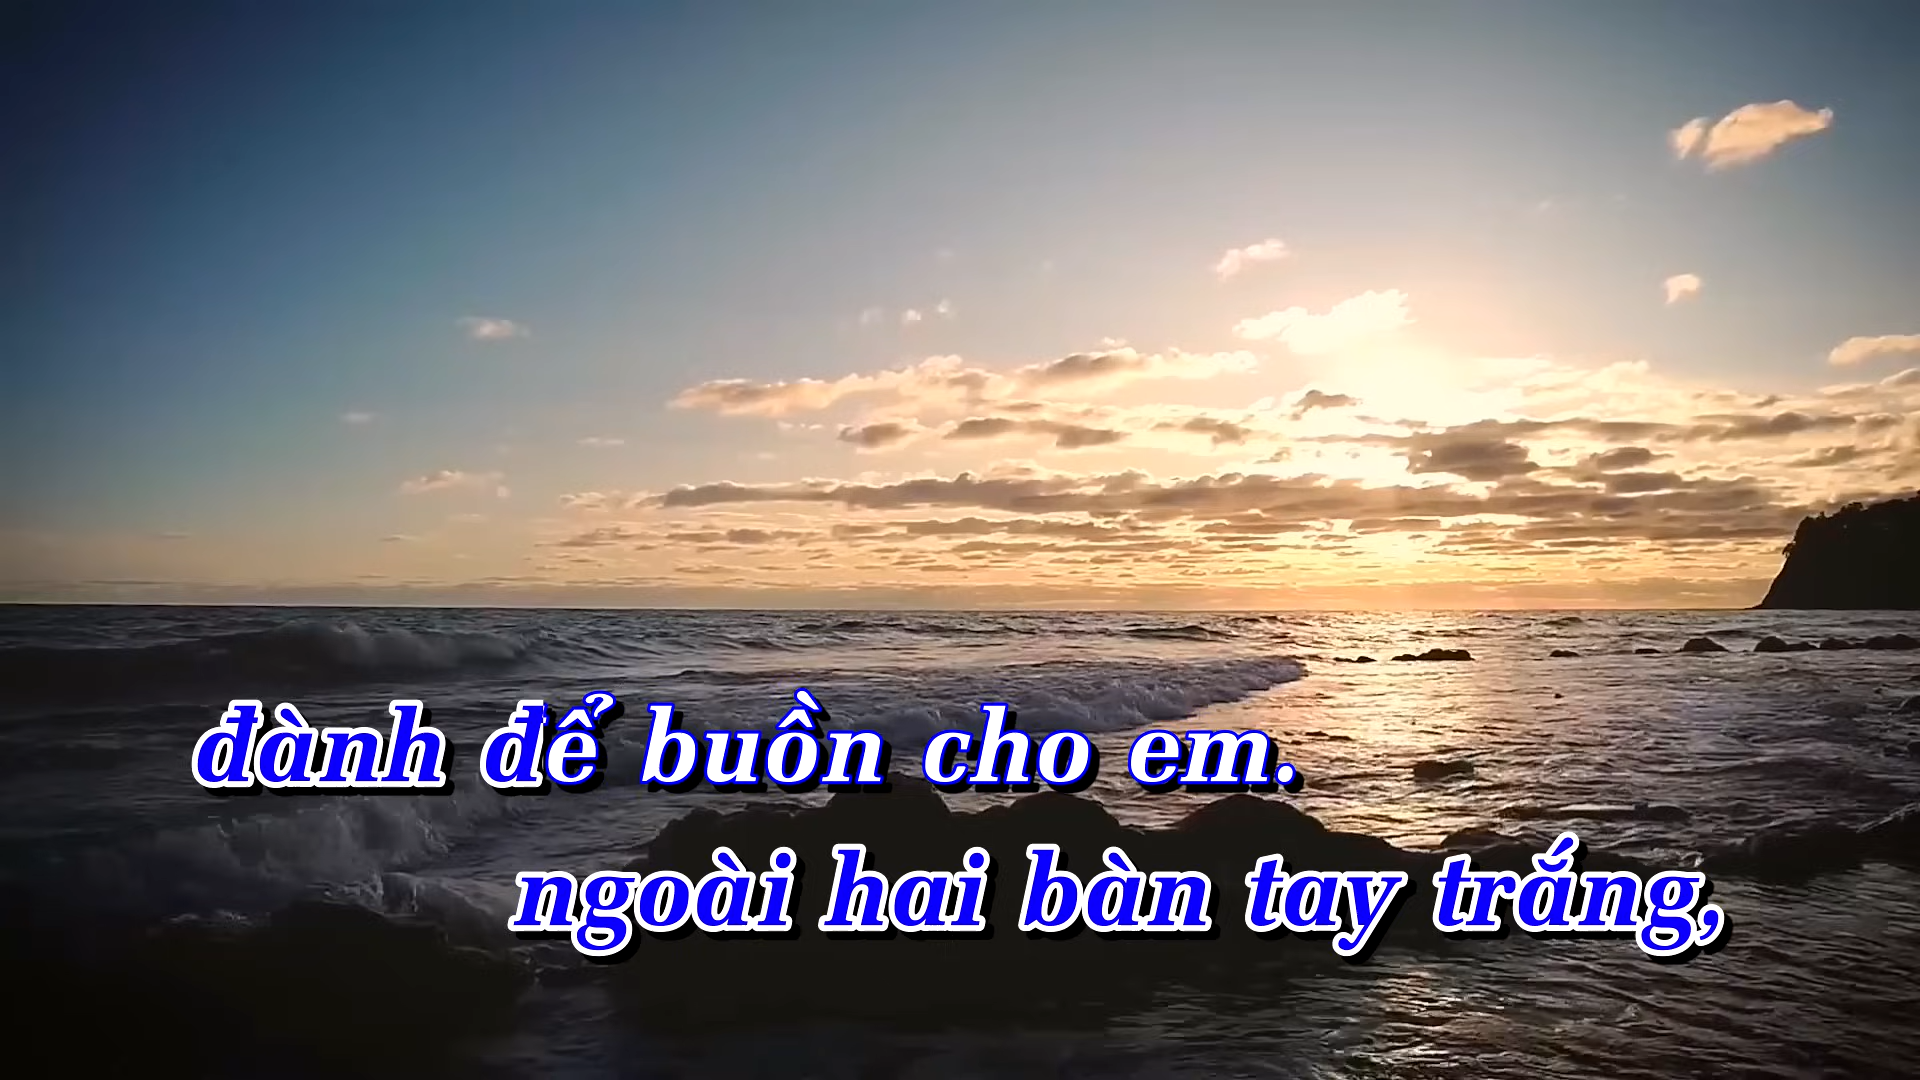 đành để buồn cho em.
ngoài hai bàn tay trắng,